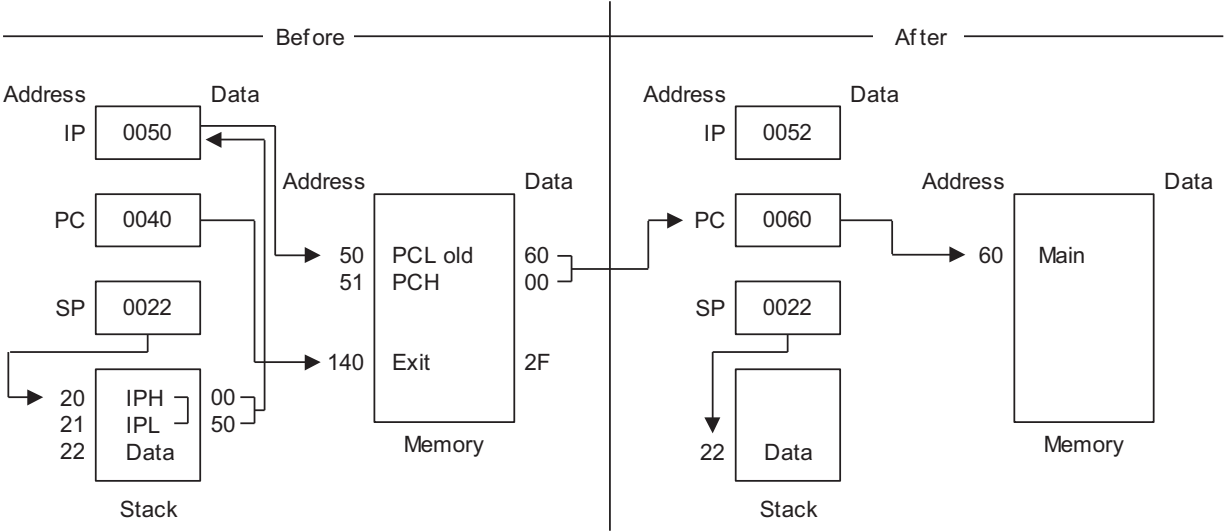 Before
Address
Data
IP
0050
Address
Data
PC
0040
50
PCL old
60
51
PCH
00
SP
0022
140
Exit
2F
20
IPH
00
21
IPL
50
22
Data
Memory
Stack
After
Address
Data
IP
0052
Address
Data
PC
0060
60
Main
SP
0022
22
Data
Memory
Stack